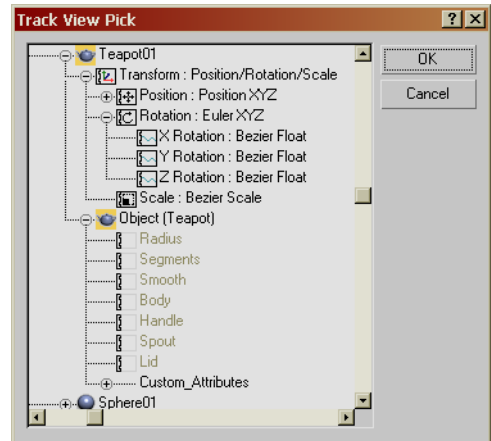 Track View Pick
Teapot01
Transform : Position/Rotation/Scale
Position : Position XYZ
Rotation : Euler XYZ
X Rotation : Bezier Float
Y Rotation : Bezier Float
Z Rotation : Bezier Float
Scale : Bezier Scale
Object (Teapot)
Radius
Segments
Smooth
Body
Handle
Spout
Lid
Custom_Attributes
Sphere01
OK
Cancel